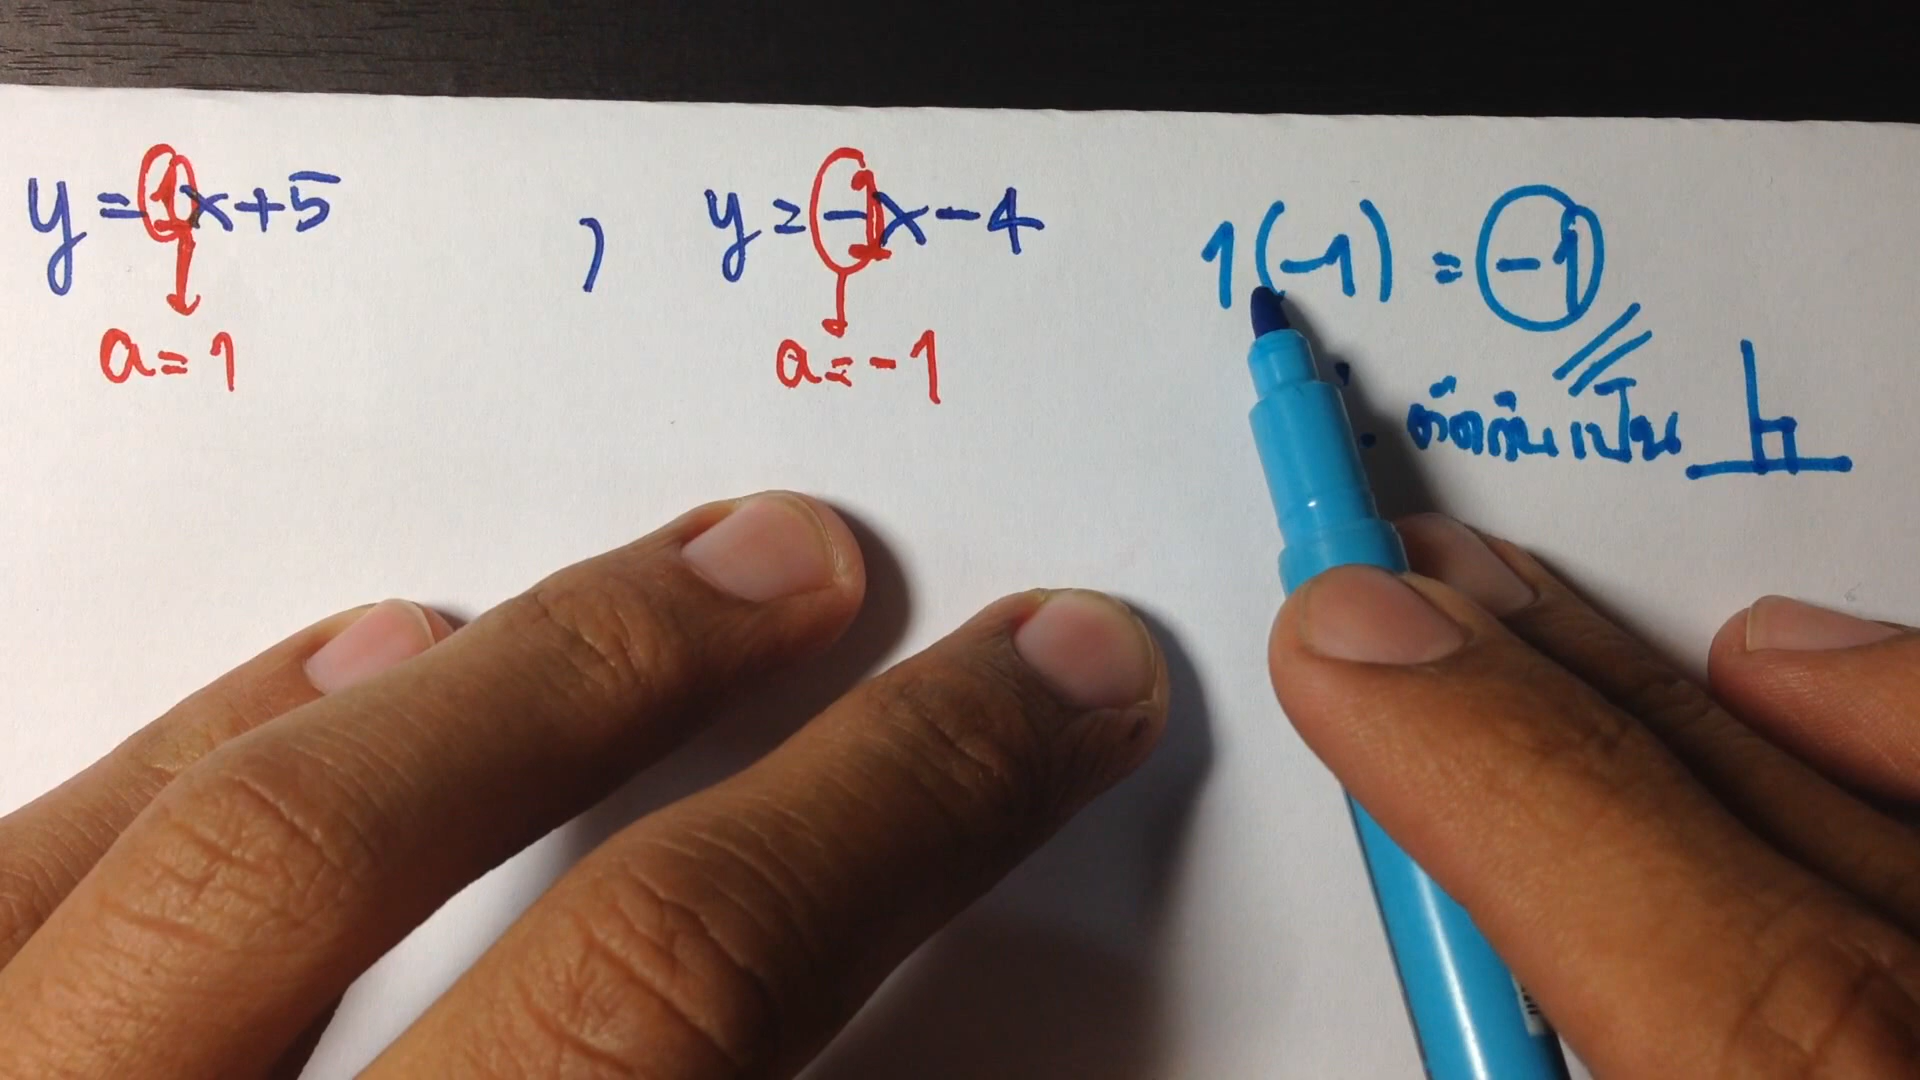 y = 1x + 5 , y = -1x - 4 1(-1) = -1
a = 1 a = -1
∴ ตัดกันเป็น